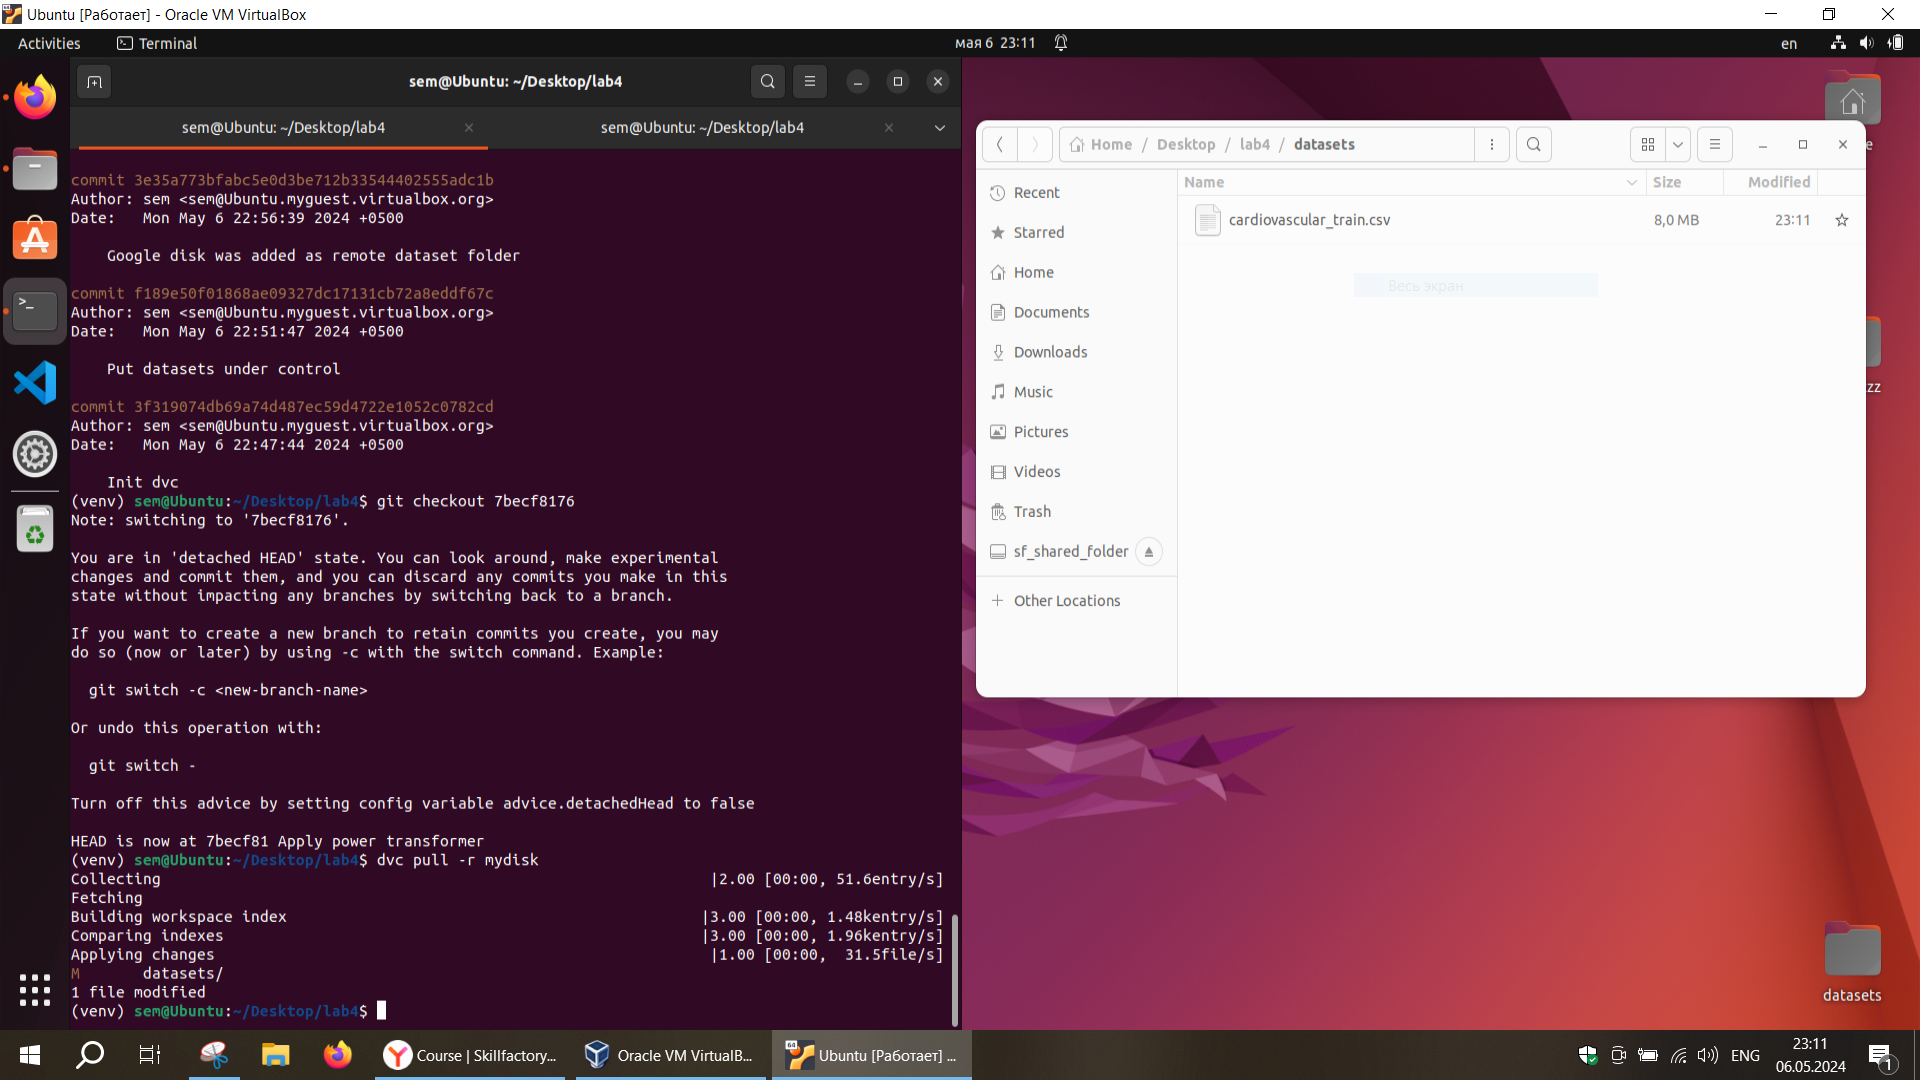 Ubuntu [Работает] - Oracle VM VirtualBox
Activities
Terminal
мая 6 23:11
en
sem@Ubuntu: ~/Desktop/lab4
sem@Ubuntu: ~/Desktop/lab4
sem@Ubuntu: ~/Desktop/lab4
commit 3e35a773bfabc5e0d3be712b33544402555adc1b
Author: sem <sem@Ubuntu.myguest.virtualbox.org>
Date:   Mon May 6 22:56:39 2024 +0500
Google disk was added as remote dataset folder
commit f189e50f01868ae09327dc17131cb72a8eddf67c
Author: sem <sem@Ubuntu.myguest.virtualbox.org>
Date:   Mon May 6 22:51:47 2024 +0500
Put datasets under control
commit 3f319074db69a74d487ec59d4722e1052c0782cd
Author: sem <sem@Ubuntu.myguest.virtualbox.org>
Date:   Mon May 6 22:47:44 2024 +0500
Init dvc
(venv) sem@Ubuntu:~/Desktop/lab4$ git checkout 7becf8176
Note: switching to '7becf8176'.
You are in 'detached HEAD' state. You can look around, make experimental
changes and commit them, and you can discard any commits you make in this
state without impacting any branches by switching back to a branch.
If you want to create a new branch to retain commits you create, you may
do so (now or later) by using -c with the switch command. Example:
git switch -c <new-branch-name>
Or undo this operation with:
git switch -
Turn off this advice by setting config variable advice.detachedHead to false
HEAD is now at 7becf81 Apply power transformer
(venv) sem@Ubuntu:~/Desktop/lab4$ dvc pull -r mydisk
Collecting |2.00 [00:00, 51.6entry/s]
Fetching
Building workspace index |3.00 [00:00, 1.48kentry/s]
Comparing indexes |3.00 [00:00, 1.96kentry/s]
Applying changes |1.00 [00:00,  31.5file/s]
M       datasets/
1 file modified
(venv) sem@Ubuntu:~/Desktop/lab4$
Home / Desktop / lab4 / datasets
Recent
Starred
Home
Documents
Downloads
Music
Pictures
Videos
Trash
sf_shared_folder
+ Other Locations
Name Size Modified
cardiovascular_train.csv 8,0 MB 23:11
Весь экран
e
zz
datasets
Course | Skillfactory...
Oracle VM VirtualB...
64
Ubuntu [Работает] ...
ENG
23:11
06.05.2024
1